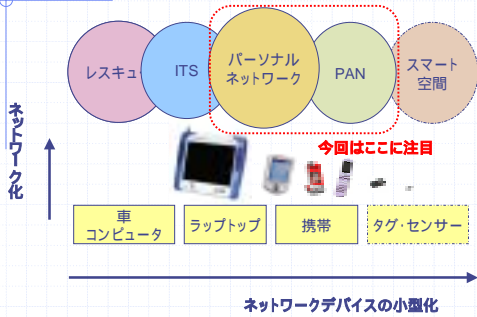 レスキュ
ITS
パーソナル
ネットワーク
PAN
スマート
空間
今回はここに注目
ネットワーク化
車
コンピュータ
ラップトップ
携帯
タグ・センサー
ネットワークデバイスの小型化